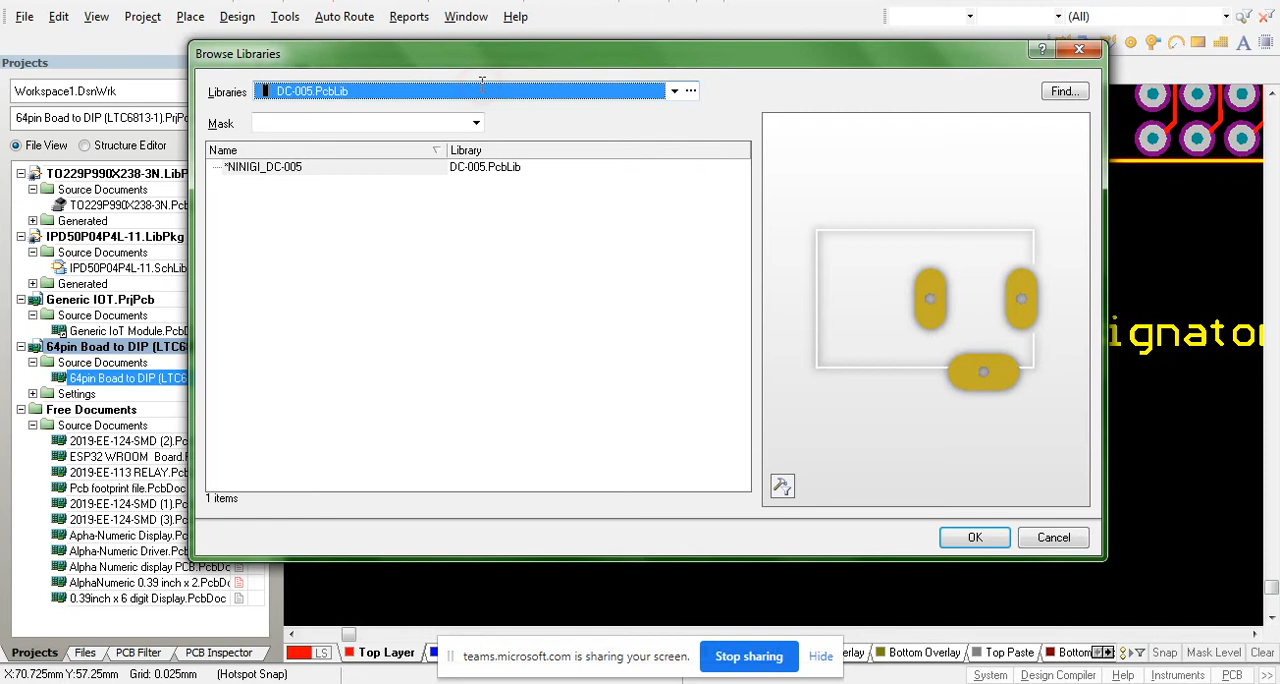 File Edit View Project Place Design Tools Auto Route Reports Window Help
(All)
Projects
Workspace1.DsnWrk
64pin Boad to DIP (LTC6813-1).PrjPc
File View Structure Editor
TO229P990X238-3N.LibP
Source Documents
TO229P990X238-3N.Pcb
Generated
IPD50P04P4L-11.LibPkg
Source Documents
IPD50P04P4L-11.SchLib
Generated
Generic IOT.PrjPcb
Source Documents
Generic IoT Module.PcbD
64pin Boad to DIP (LTC68
Source Documents
64pin Boad to DIP (LTC6
Settings
Free Documents
Source Documents
2019-EE-124-SMD (2).Pc
ESP32 WROOM Board.P
2019-EE-113 RELAY.Pcb
Pcb footprint file.PcbDoc
2019-EE-124-SMD (1).Pc
2019-EE-124-SMD (3).Pc
Apha-Numeric Display.Pc
Alpha-Numeric Driver.Pcb
Alpha Numeric display PCB.PcbDo
AlphaNumeric 0.39 inch x 2.PcbDc
0.39inch x 6 digit Display.PcbDoc
Projects Files PCB Filter PCB Inspector
Browse Libraries
Libraries DC-005.PcbLib
Find...
Mask
Name Library
*NINIGI_DC-005 DC-005.PcbLib
1 items
OK Cancel
ignator
LS Top Layer
teams.microsoft.com is sharing your screen. Stop sharing Hide
erlay Bottom Overlay Top Paste Bottom Snap Mask Level Clear
X:70.725mm Y:57.25mm Grid: 0.025mm (Hotspot Snap)
System Design Compiler Help Instruments PCB >>